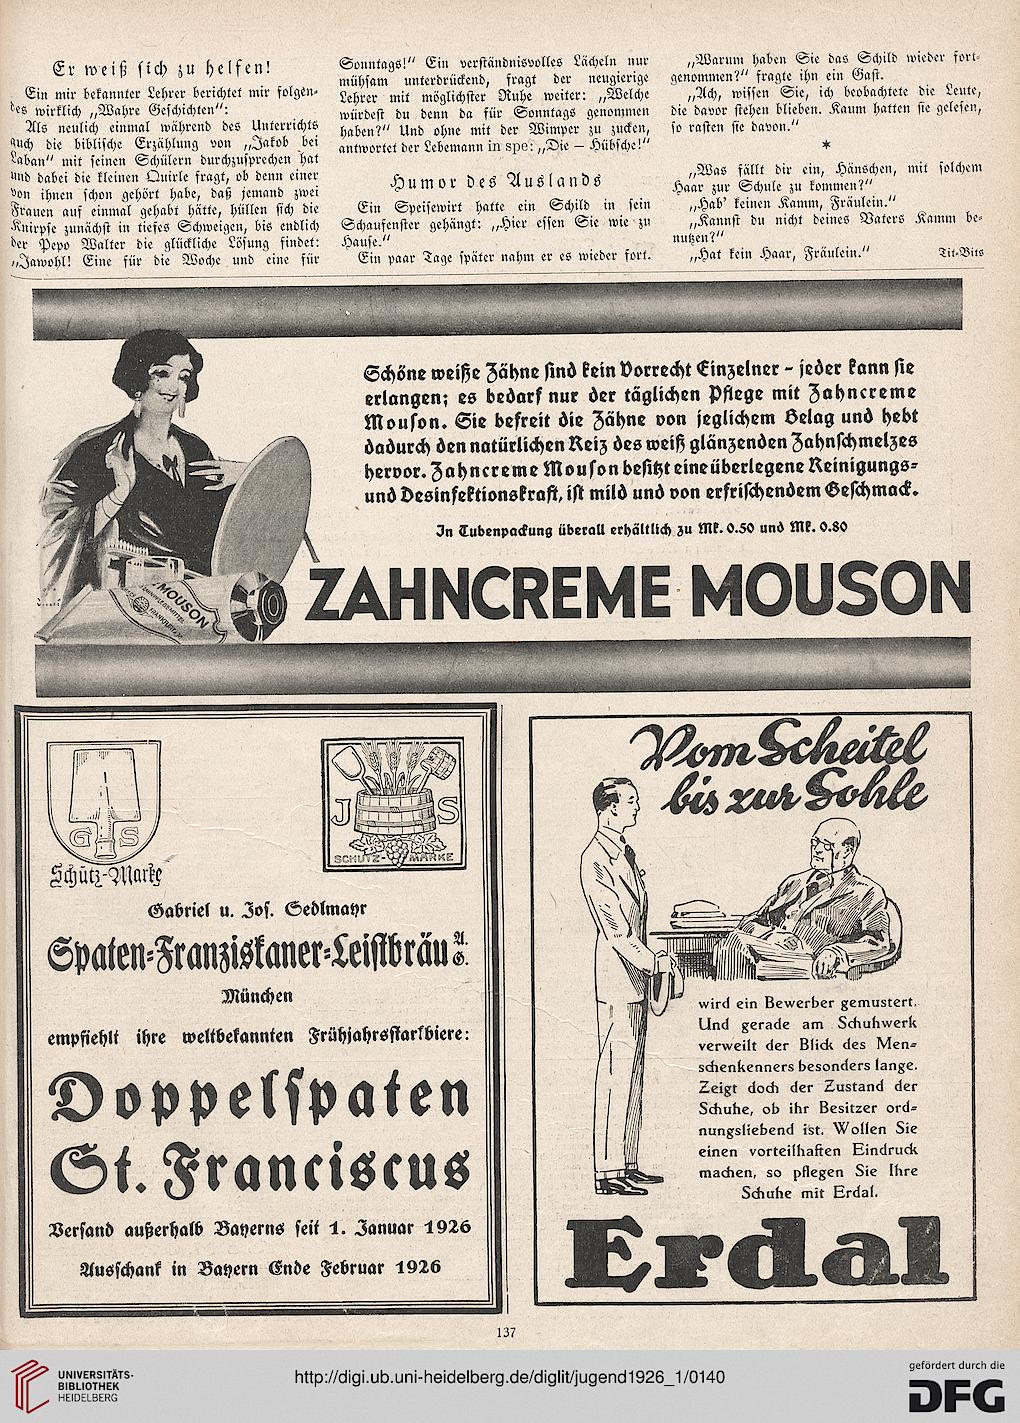 Er weiß sich zu helfen!
Ein mir bekannter Lehrer berichtet mir folgen-
des wirklich „Wahre Geschichten":
Als neulich einmal während des Unterrichts
auch die biblische Erzählung von „Jakob bei
Laban" mit seinen Schülern durchzusprechen hat
und dabei die kleinen Quirle fragt, ob denn einer
von ihnen schon gehört habe, daß jemand zwei
Frauen auf einmal gehabt hätte, hüllen sich die
Knirpse zunächst in tiefes Schweigen, bis endlich
der Pepo Walter die glückliche Lösung findet:
„Jawohl! Eine für die Woche und eine für
Sonntags!" Ein verständnisvolles Lächeln nur
mühsam unterdrückend, fragt der neugierige
Lehrer mit möglichster Ruhe weiter: „Welche
würdest du denn da für Sonntags genommen
haben?" Und ohne mit der Wimper zu zucken,
antwortet der Lebemann in spe: „Die — Hübsche!"
Humor des Auslands
Ein Speisewirt hatte ein Schild in sein
Schaufenster gehängt: „Hier essen Sie wie zu
Hause."
Ein paar Tage später nahm er es wieder fort.
„Warum haben Sie das Schild wieder fort-
genommen?" fragte ihn ein Gast.
„Ach, wissen Sie, ich beobachtete die Leute,
die davor stehen blieben. Kaum hatten sie gelesen,
so rasten sie davon."
*
„Was fällt dir ein, Hänschen, mit solchem
Haar zur Schule zu kommen?"
„Hab' keinen Kamm, Fräulein."
„Kannst du nicht deines Vaters Kamm be-
nutzen?"
„Hat kein Haar, Fräulein." Tit-Bits
Schöne weiße Zähne sind kein Vorrecht Einzelner - jeder kann sie
erlangen; es bedarf nur der täglichen Pflege mit Zahncreme
Mouson. Sie befreit die Zähne von jeglichem Belag und hebt
dadurch den natürlichen Reiz des weiß glänzenden Zahnschmelzes
hervor. Zahncreme Mouson besitzt eine überlegene Reinigungs-
und Desinfektionskraft, ist mild und von erfrischendem Geschmack.
In Tubenpackung überall erhältlich zu Mk. 0.50 und Mk. 0.80
MOUSON
ZAHNCREME MOUSON
G S
Schutz-Marke
J S
SCHUTZ-MARKE
Gabriel u. Jos. Sedlmayr
Spaten-Franziskaner-Leistbräu A. G.
München
empfiehlt ihre weltbekannten Frühjahrsstarkbiere:
Doppelspaten
St. Franciscus
Versand außerhalb Bayerns seit 1. Januar 1926
Ausschank in Bayern Ende Februar 1926
Vom Scheitel
bis zur Sohle
wird ein Bewerber gemustert.
Und gerade am Schuhwerk
verweilt der Blick des Men-
schenkenners besonders lange.
Zeigt doch der Zustand der
Schuhe, ob ihr Besitzer ord-
nungsliebend ist. Wollen Sie
einen vorteilhaften Eindruck
machen, so pflegen Sie Ihre
Schuhe mit Erdal.
Erdal
137
UNIVERSITÄTS-
BIBLIOTHEK
HEIDELBERG
http://digi.ub.uni-heidelberg.de/diglit/jugend1926_1/0140
gefördert durch die
DFG